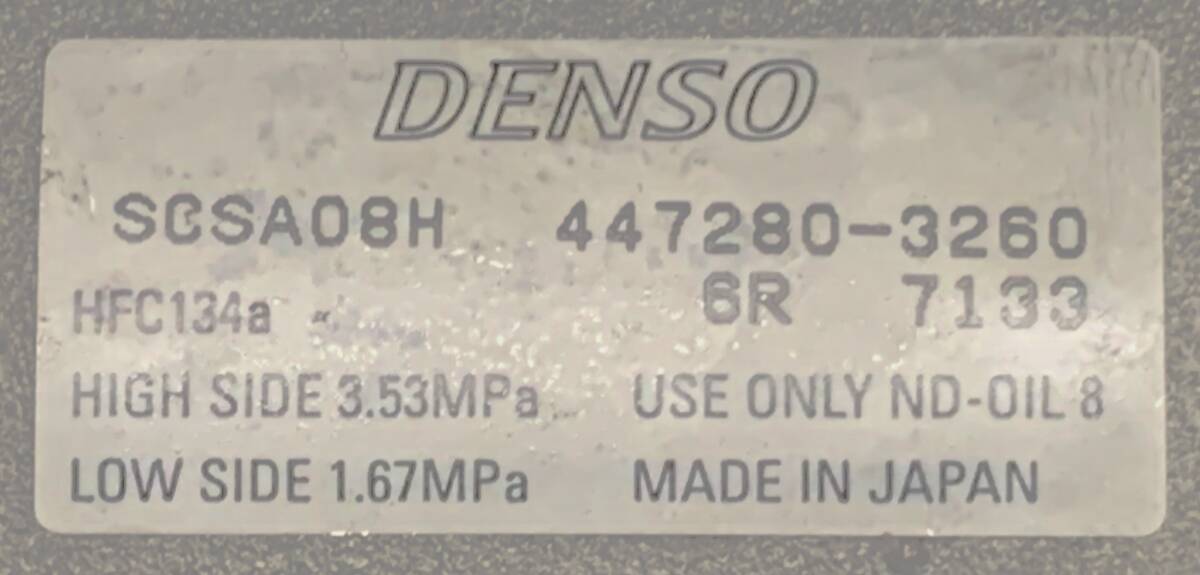 DENSO
SCSA08H 447280-3260
6R 7133
HFC134a
HIGH SIDE 3.53MPa USE ONLY ND-OIL 8
LOW SIDE 1.67MPa MADE IN JAPAN